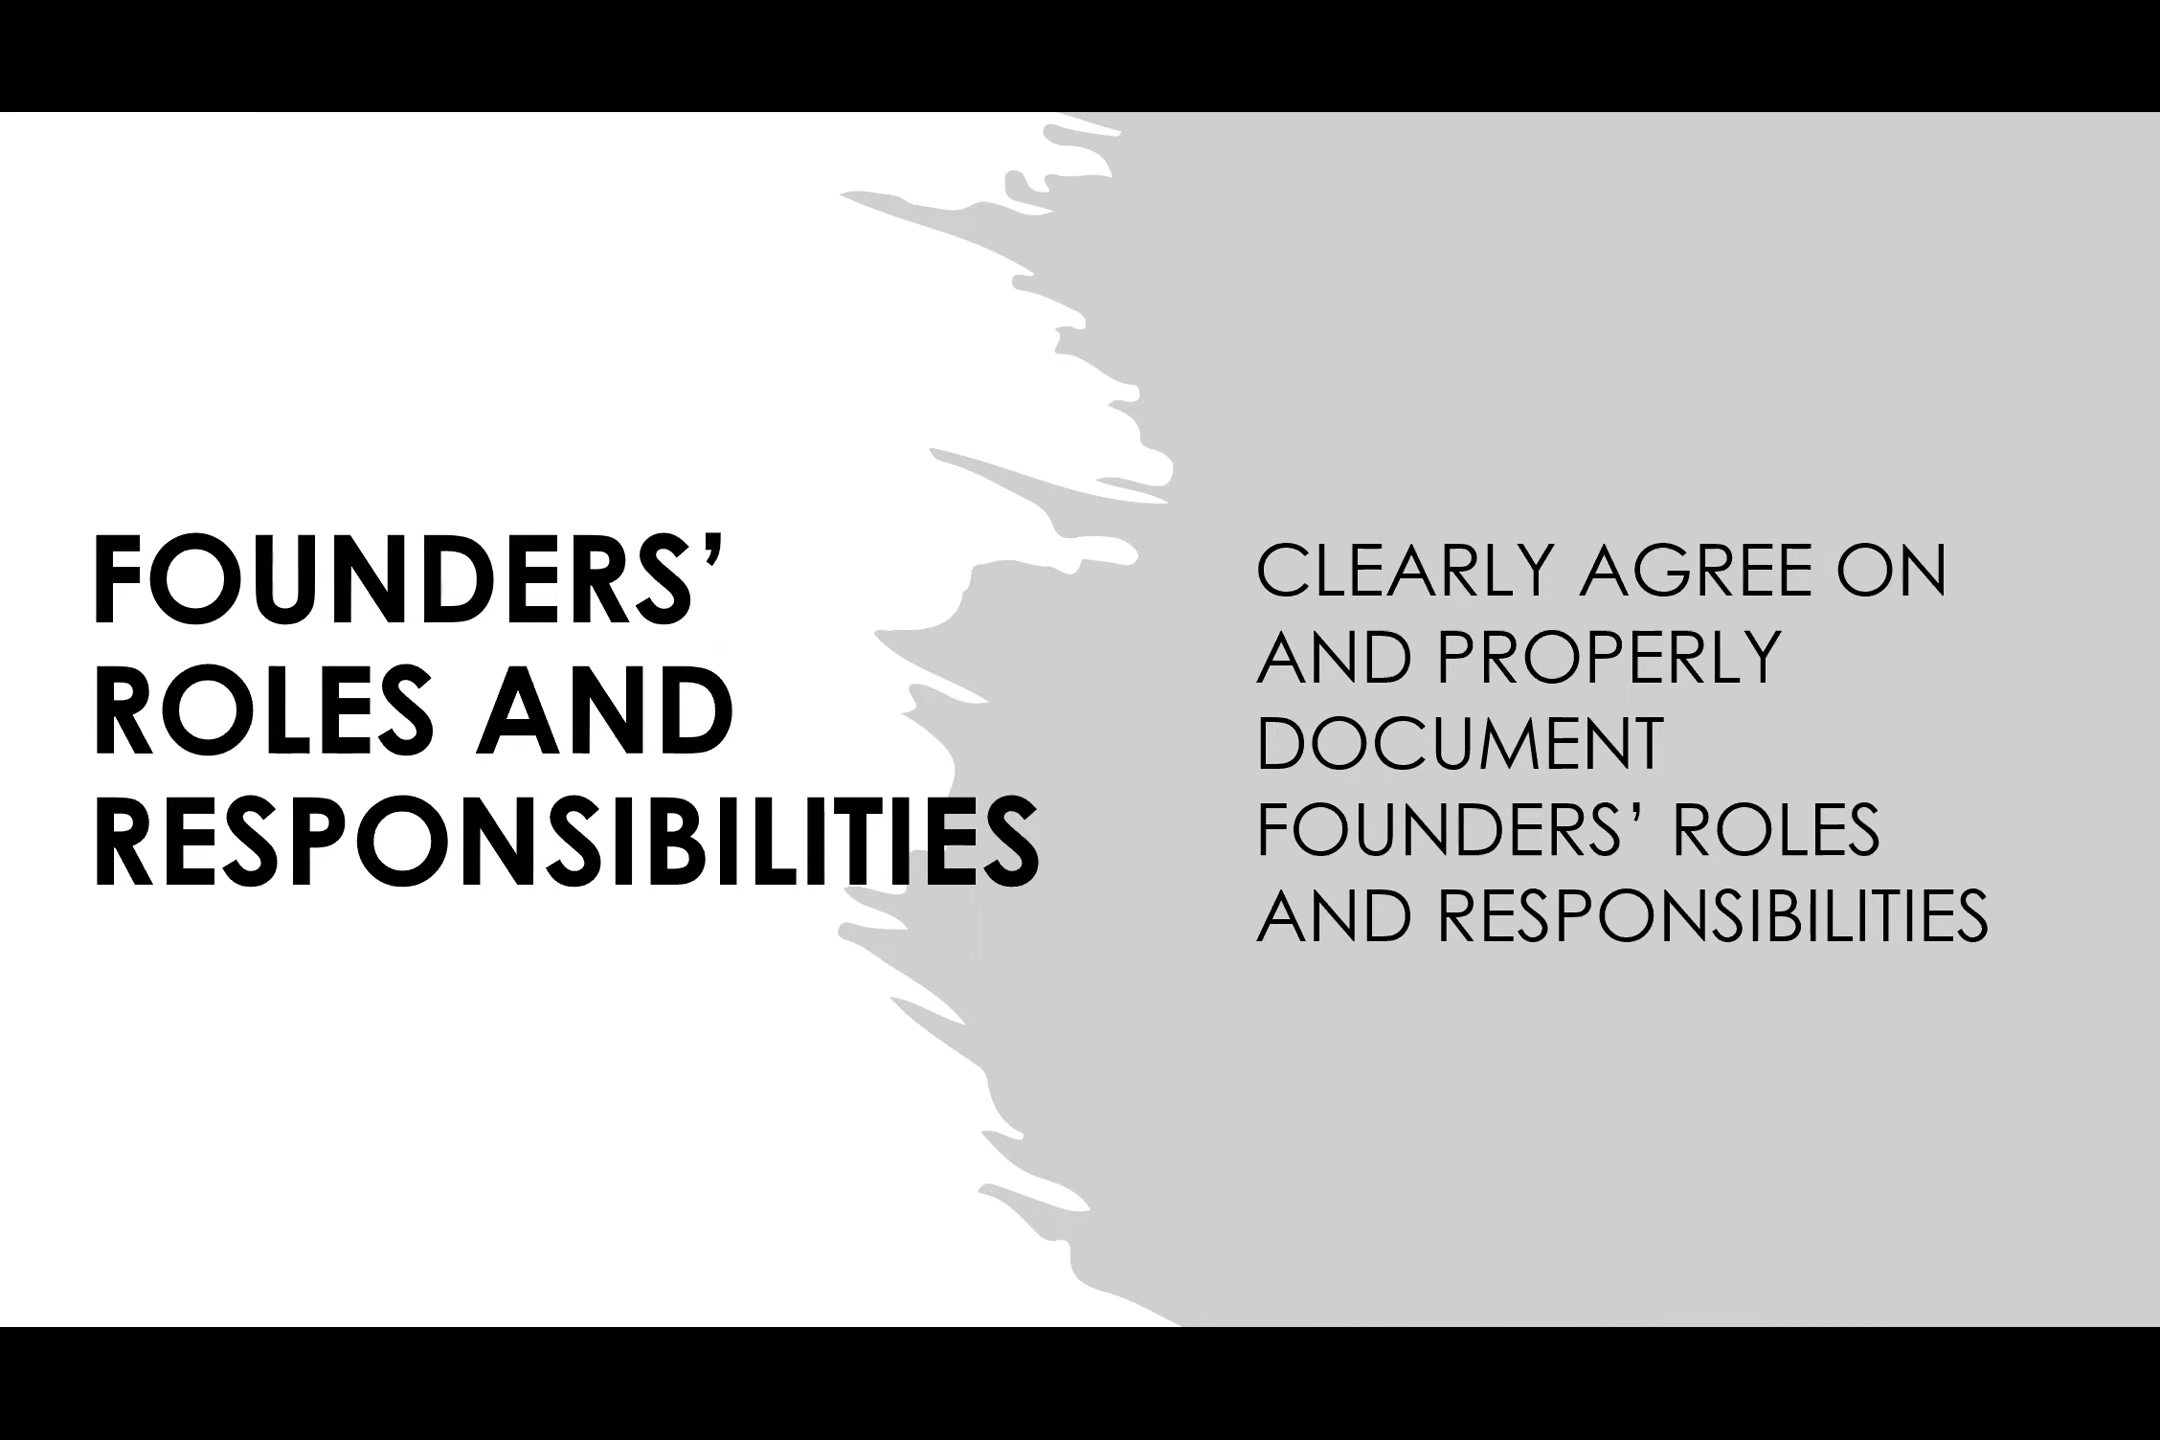 FOUNDERS’
ROLES AND
RESPONSIBILITIES
CLEARLY AGREE ON
AND PROPERLY
DOCUMENT
FOUNDERS’ ROLES
AND RESPONSIBILITIES